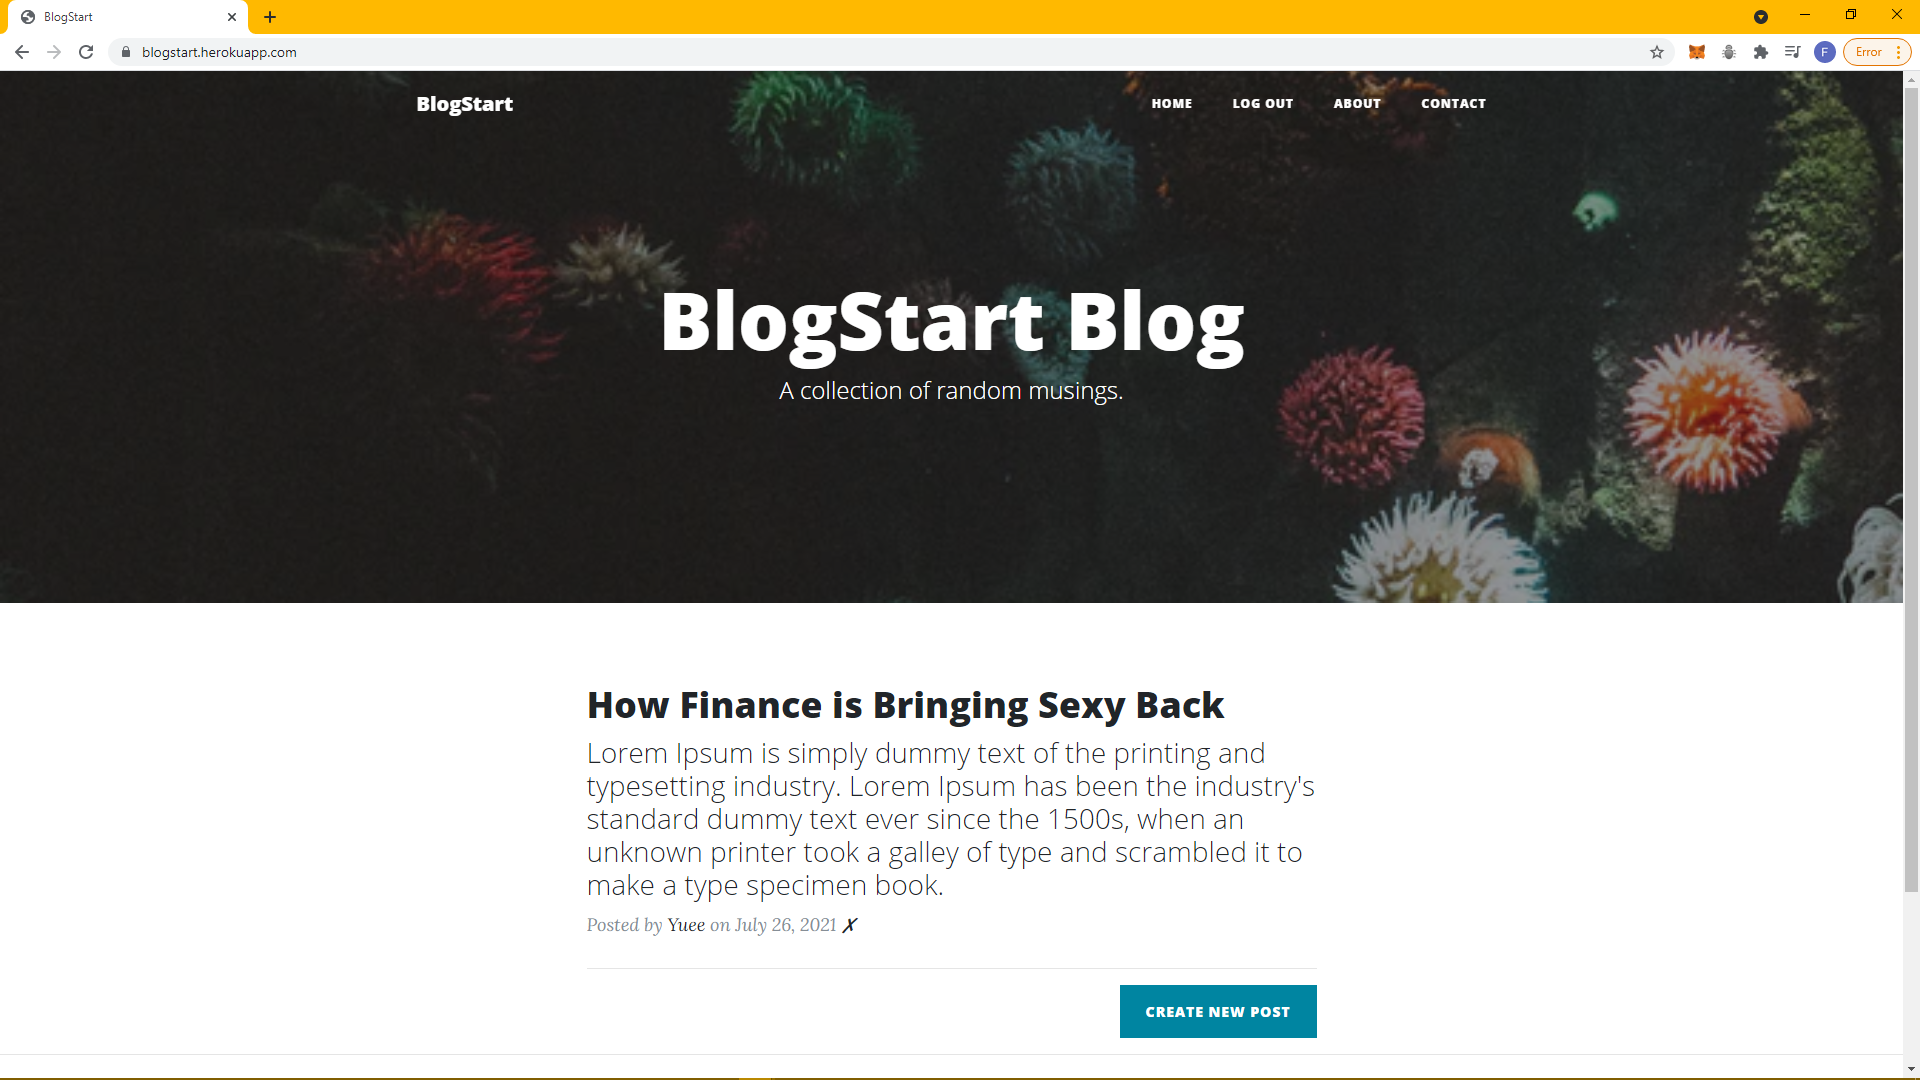 BlogStart
blogstart.herokuapp.com
F
Error
BlogStart
HOME LOG OUT ABOUT CONTACT
BlogStart Blog
A collection of random musings.
How Finance is Bringing Sexy Back
Lorem Ipsum is simply dummy text of the printing and
typesetting industry. Lorem Ipsum has been the industry's
standard dummy text ever since the 1500s, when an
unknown printer took a galley of type and scrambled it to
make a type specimen book.
Posted by Yuee on July 26, 2021 ✗
CREATE NEW POST